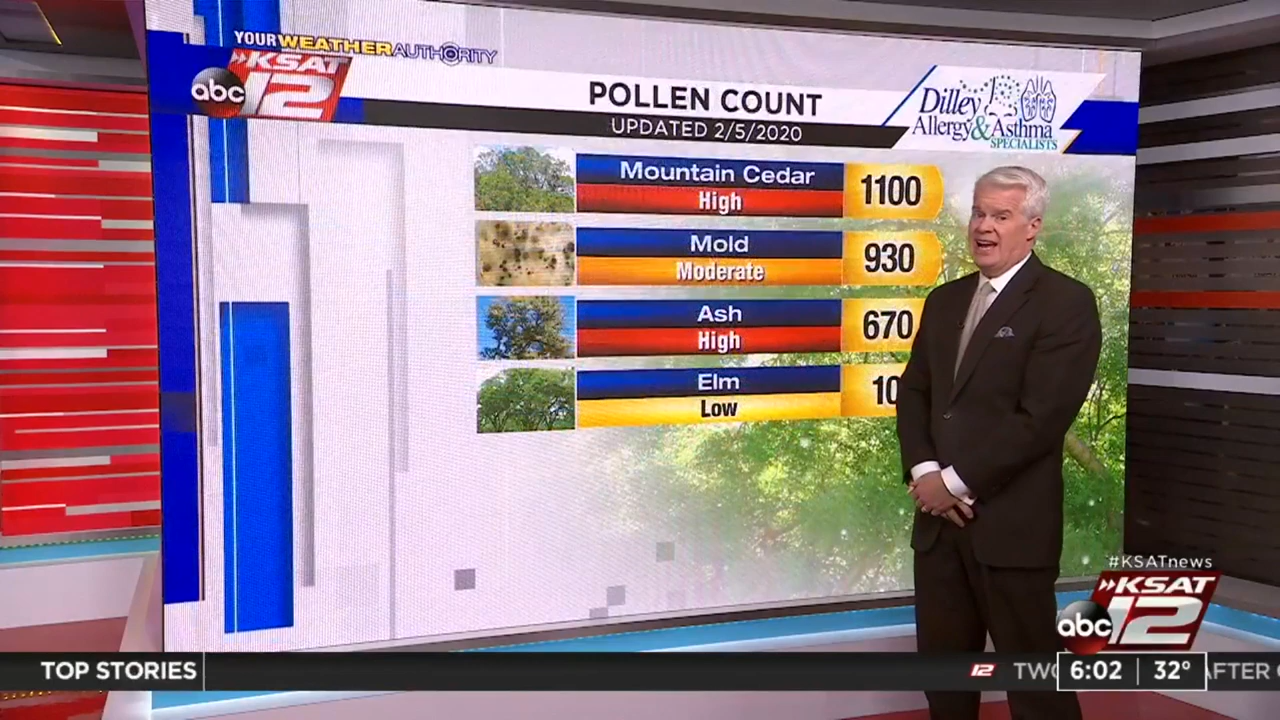 YOUR WEATHER AUTHORITY
»KSAT
abc 12
POLLEN COUNT
UPDATED 2/5/2020
Dilley
Allergy & Asthma
SPECIALISTS
Mountain Cedar
High
1100
Mold
Moderate
930
Ash
High
670
Elm
Low
10
#KSATnews
»KSAT
abc 12
TOP STORIES
12
6:02
32°
AFTER